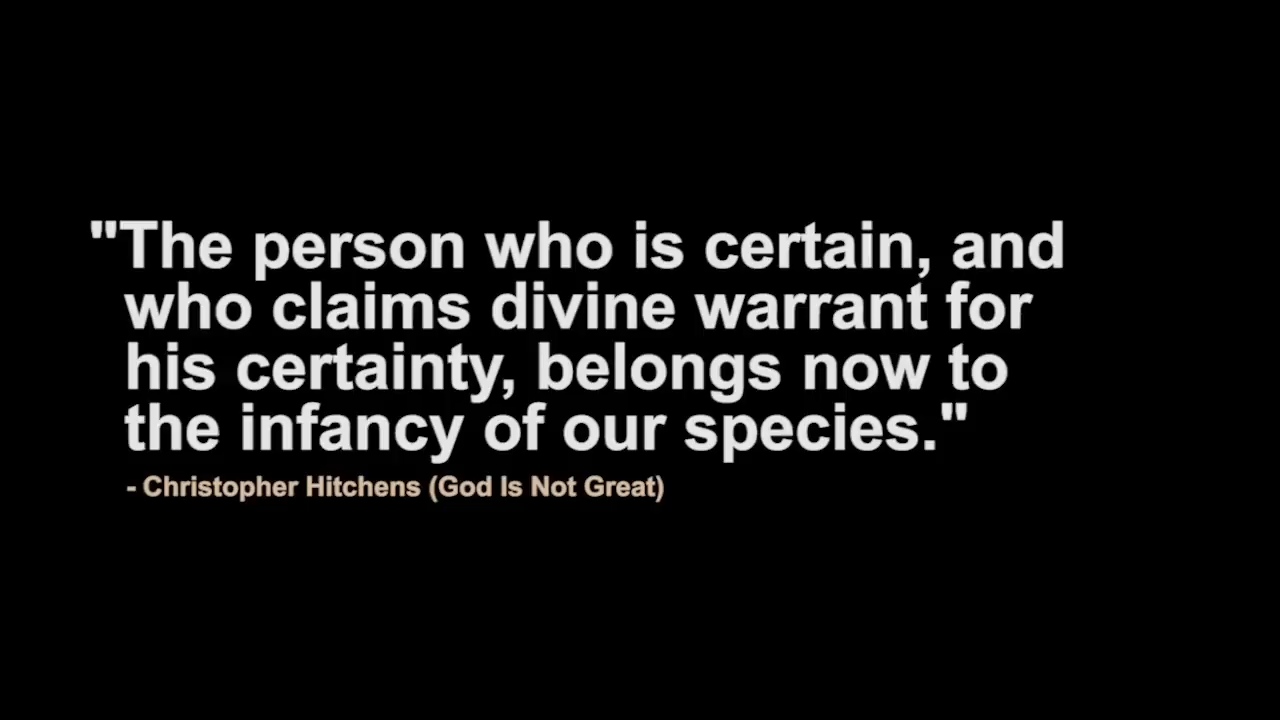 "The person who is certain, and
who claims divine warrant for
his certainty, belongs now to
the infancy of our species."
- Christopher Hitchens (God Is Not Great)